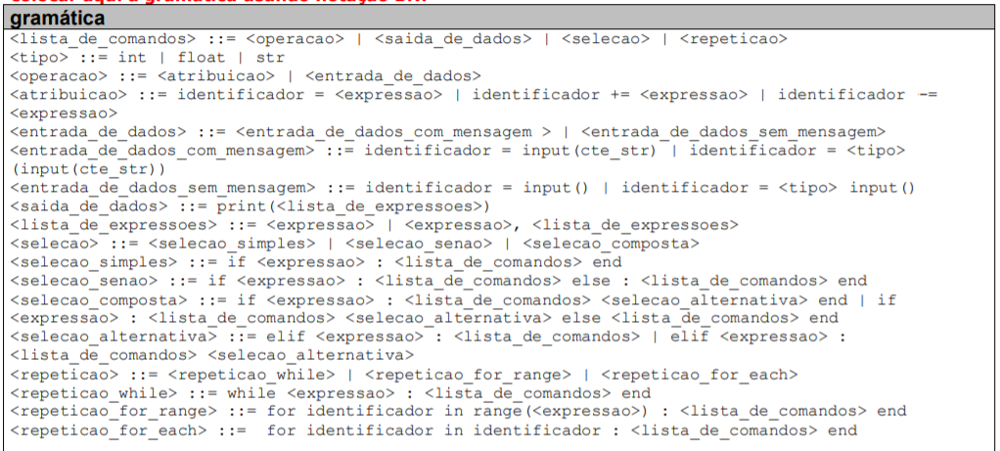 colocar aqui a gramática usando notação BNF
gramática
<lista_de_comandos> ::= <operacao> | <saida_de_dados> | <selecao> | <repeticao>
<tipo> ::= int | float | str
<operacao> ::= <atribuicao> | <entrada_de_dados>
<atribuicao> ::= identificador = <expressao> | identificador += <expressao> | identificador -=
<expressao>
<entrada_de_dados> ::= <entrada_de_dados_com_mensagem > | <entrada_de_dados_sem_mensagem>
<entrada_de_dados_com_mensagem> ::= identificador = input(cte_str) | identificador = <tipo>
(input(cte_str))
<entrada_de_dados_sem_mensagem> ::= identificador = input() | identificador = <tipo> input()
<saida_de_dados> ::= print(<lista_de_expressoes>)
<lista_de_expressoes> ::= <expressao> | <expressao>, <lista_de_expressoes>
<selecao> ::= <selecao_simples> | <selecao_senao> | <selecao_composta>
<selecao_simples> ::= if <expressao> : <lista_de_comandos> end
<selecao_senao> ::= if <expressao> : <lista_de_comandos> else : <lista_de_comandos> end
<selecao_composta> ::= if <expressao> : <lista_de_comandos> <selecao_alternativa> end | if
<expressao> : <lista_de_comandos> <selecao_alternativa> else <lista_de_comandos> end
<selecao_alternativa> ::= elif <expressao> : <lista_de_comandos> | elif <expressao> :
<lista_de_comandos> <selecao_alternativa>
<repeticao> ::= <repeticao_while> | <repeticao_for_range> | <repeticao_for_each>
<repeticao_while> ::= while <expressao> : <lista_de_comandos> end
<repeticao_for_range> ::= for identificador in range(<expressao>) : <lista_de_comandos> end
<repeticao_for_each> ::=  for identificador in identificador : <lista_de_comandos> end